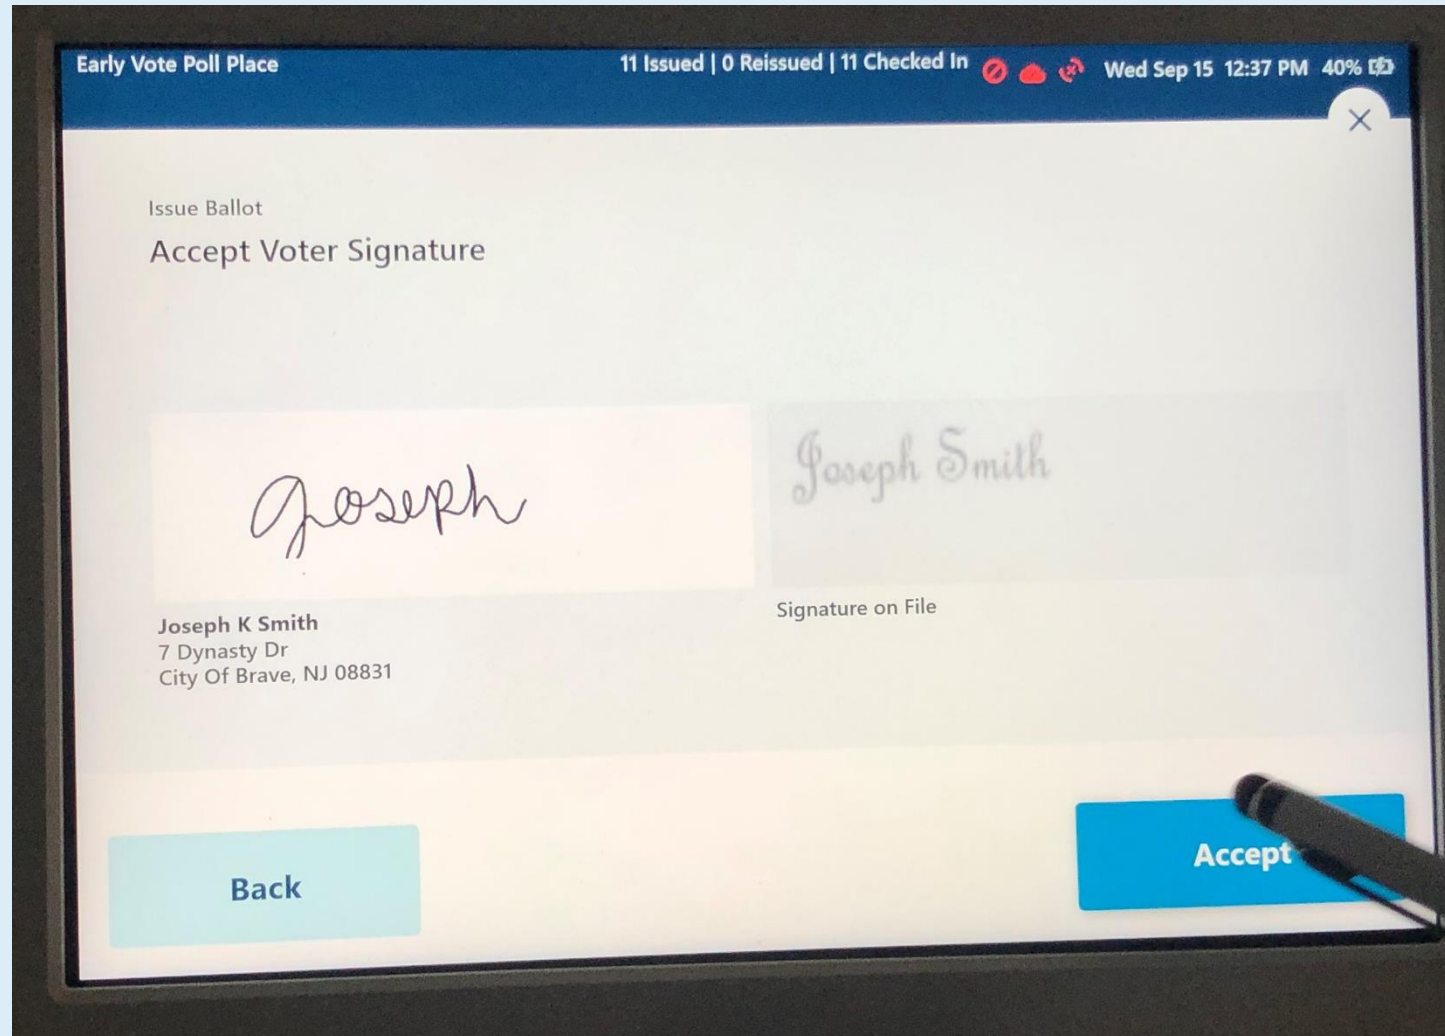 Early Vote Poll Place 11 Issued | 0 Reissued | 11 Checked In Wed Sep 15 12:37 PM 40%
Issue Ballot
Accept Voter Signature
Joseph
Joseph K Smith
7 Dynasty Dr
City Of Brave, NJ 08831
Joseph Smith
Signature on File
Back
Accept